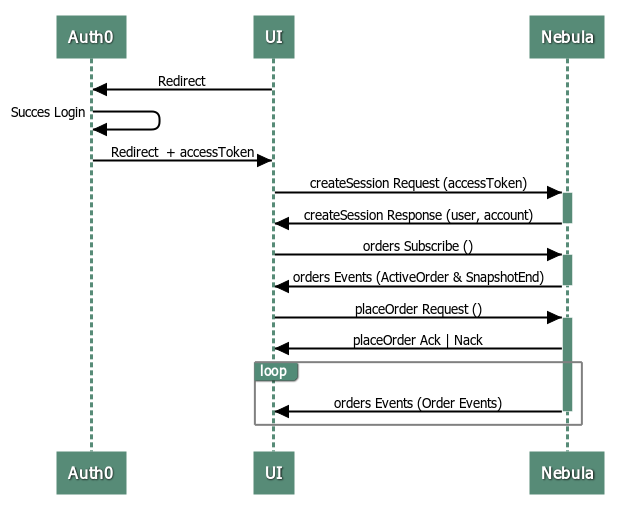 Auth0 UI Nebula
Redirect
Succes Login
Redirect + accessToken
createSession Request (accessToken)
createSession Response (user, account)
orders Subscribe ()
orders Events (ActiveOrder & SnapshotEnd)
placeOrder Request ()
placeOrder Ack | Nack
loop
orders Events (Order Events)
Auth0 UI Nebula